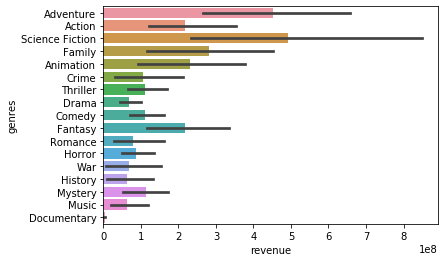 Adventure
Action
Science Fiction
Family
Animation
Crime
Thriller
Drama
Comedy
Fantasy
Romance
Horror
War
History
Mystery
Music
Documentary
genres
0 1 2 3 4 5 6 7 8
1e8
revenue